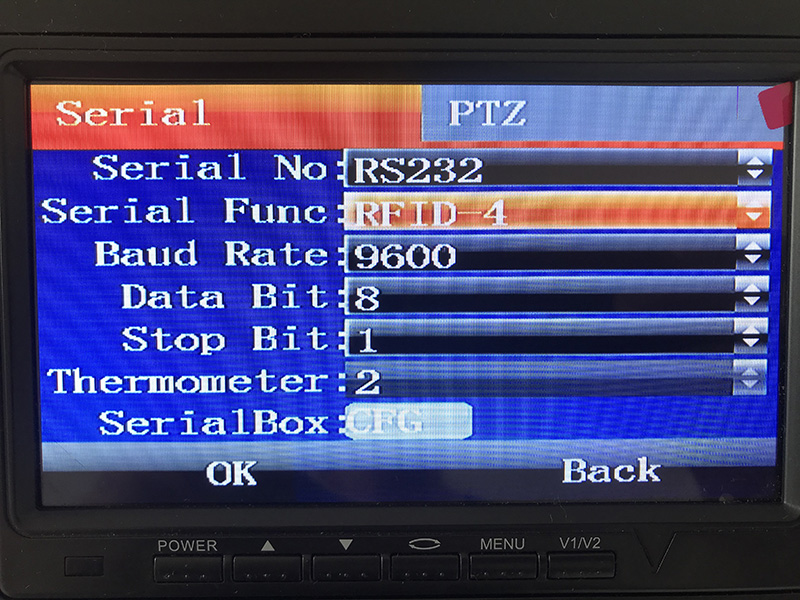 Serial PTZ
Serial No:RS232
Serial Func:RFID-4
Baud Rate:9600
Data Bit:8
Stop Bit:1
Thermometer:2
SerialBox:CFG
OK Back
POWER ▲ ▼ MENU V1/V2